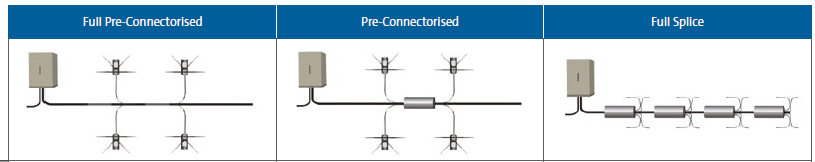 Full Pre-Connectorised
Pre-Connectorised
Full Splice